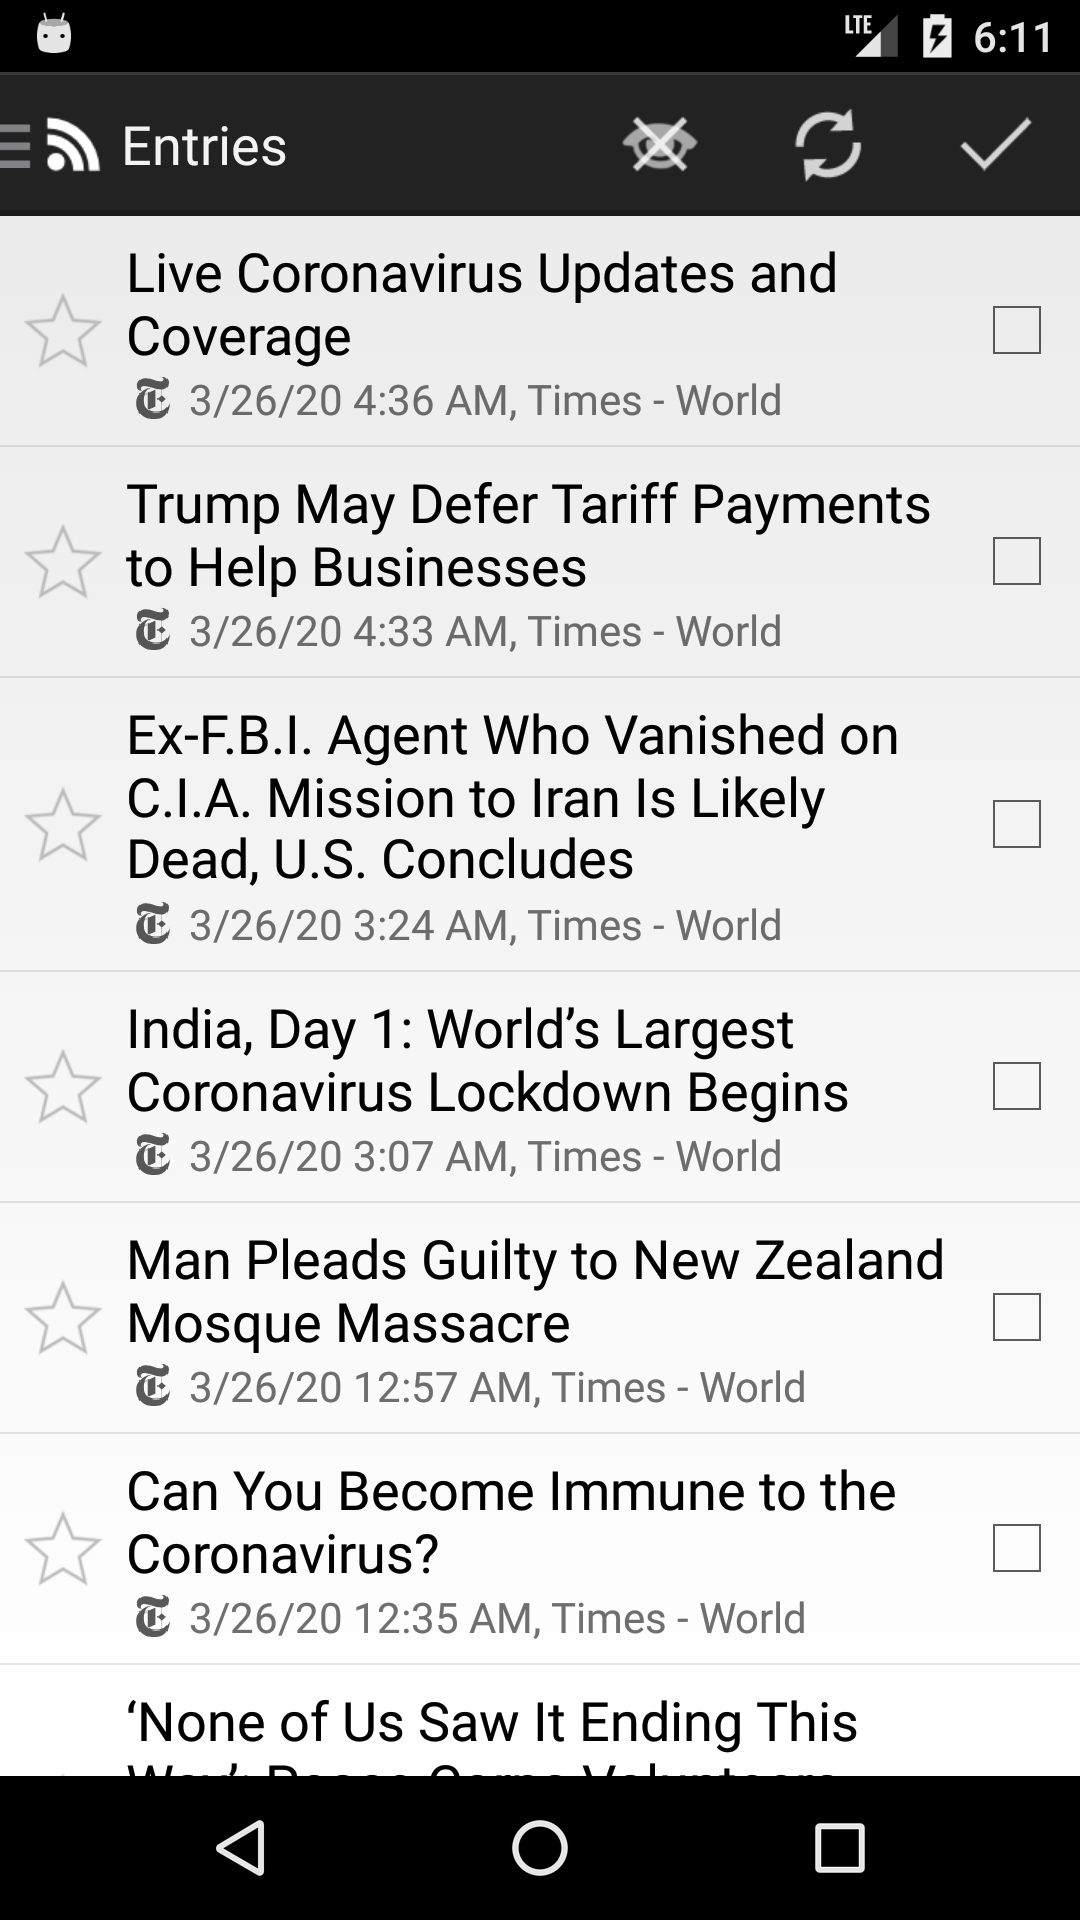 LTE 6:11
Entries
Live Coronavirus Updates and
Coverage
3/26/20 4:36 AM, Times - World
Trump May Defer Tariff Payments
to Help Businesses
3/26/20 4:33 AM, Times - World
Ex-F.B.I. Agent Who Vanished on
C.I.A. Mission to Iran Is Likely
Dead, U.S. Concludes
3/26/20 3:24 AM, Times - World
India, Day 1: World’s Largest
Coronavirus Lockdown Begins
3/26/20 3:07 AM, Times - World
Man Pleads Guilty to New Zealand
Mosque Massacre
3/26/20 12:57 AM, Times - World
Can You Become Immune to the
Coronavirus?
3/26/20 12:35 AM, Times - World
‘None of Us Saw It Ending This
Way’: Peace Corps Volunteers